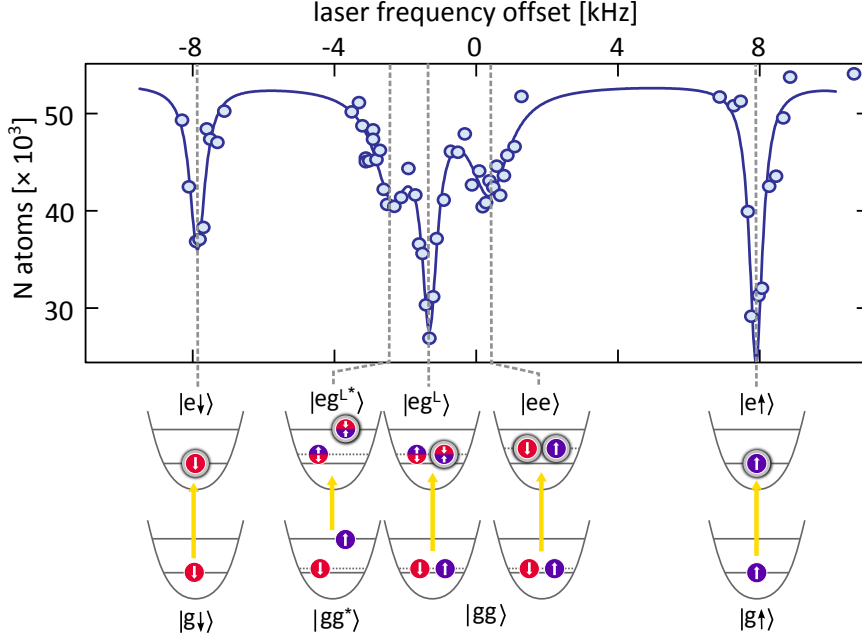 laser frequency offset [kHz]
-8 -4 0 4 8
N atoms [× 10³]
50
40
30
|e↓⟩ |eg^L*⟩ |eg^L⟩ |ee⟩ |e↑⟩
|g↓⟩ |gg*⟩ |gg⟩ |g↑⟩